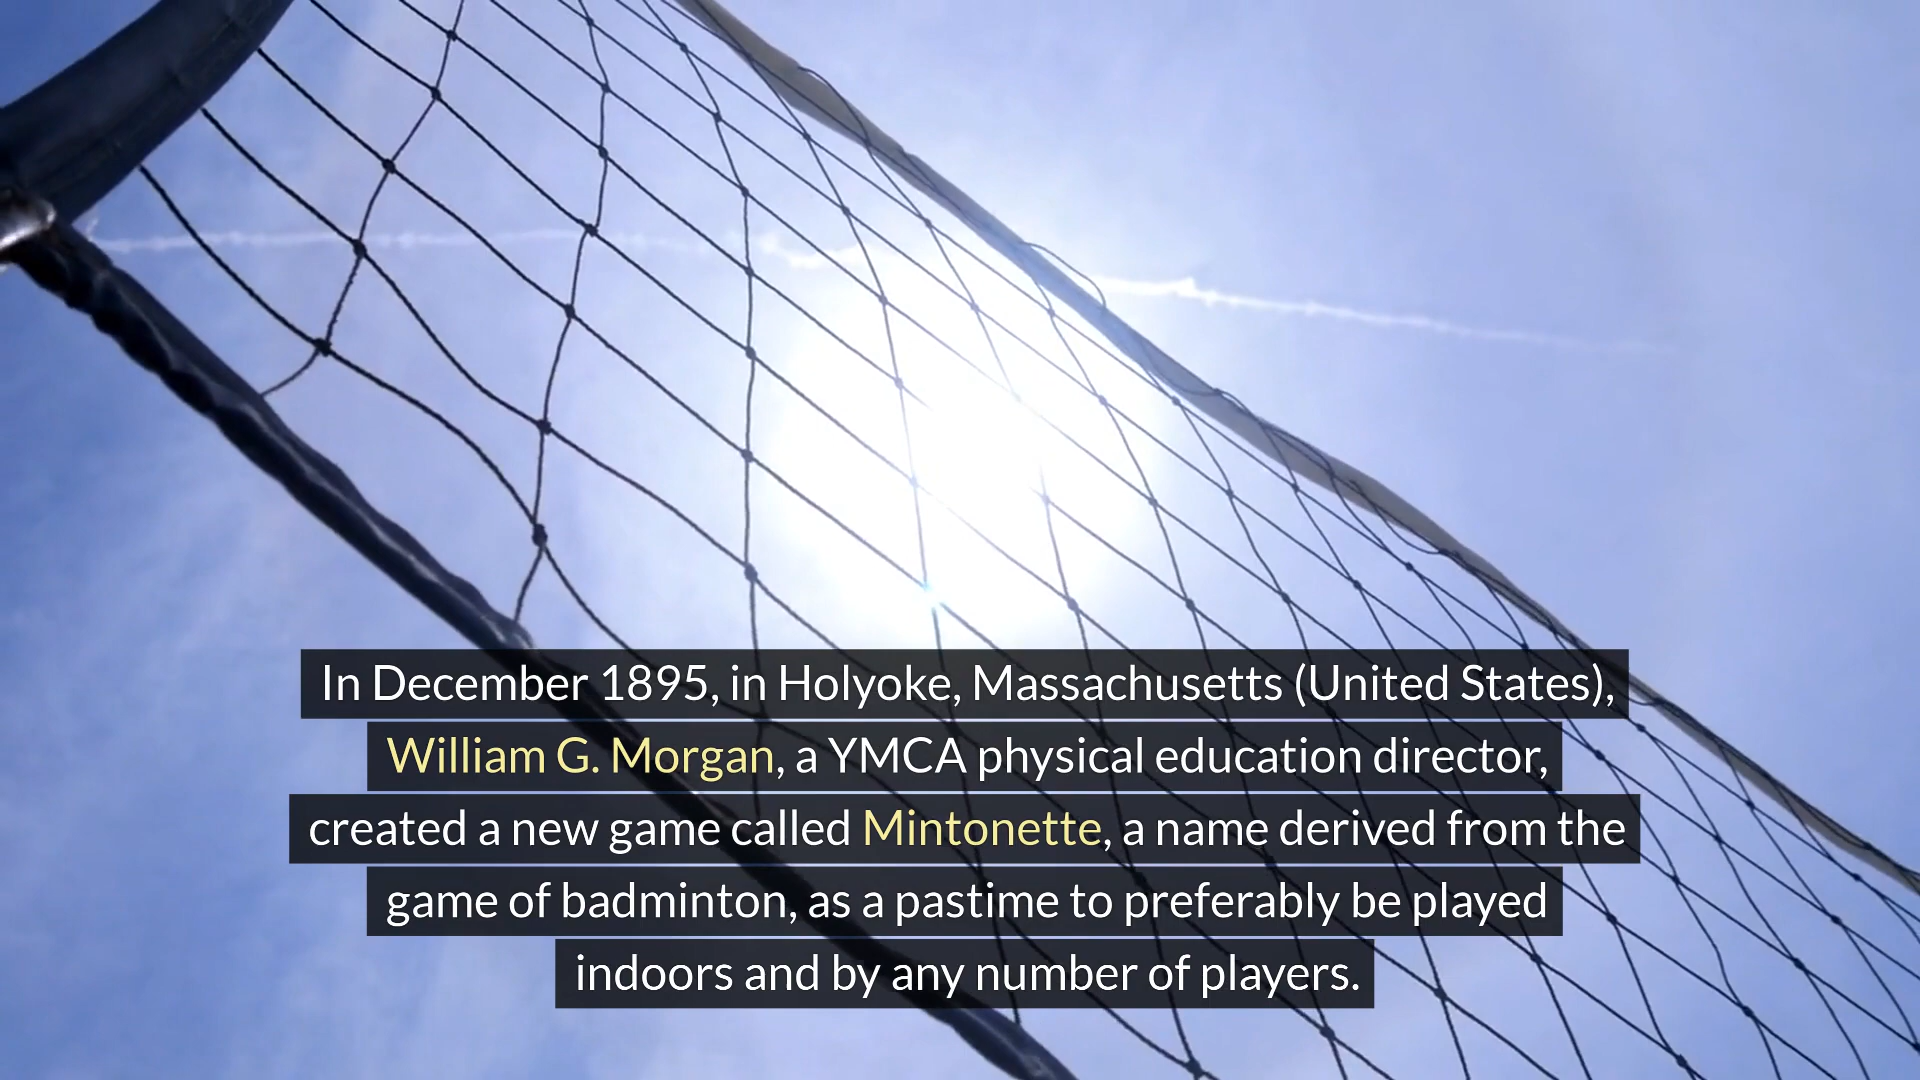 In December 1895, in Holyoke, Massachusetts (United States),
William G. Morgan, a YMCA physical education director,
created a new game called Mintonette, a name derived from the
game of badminton, as a pastime to preferably be played
indoors and by any number of players.